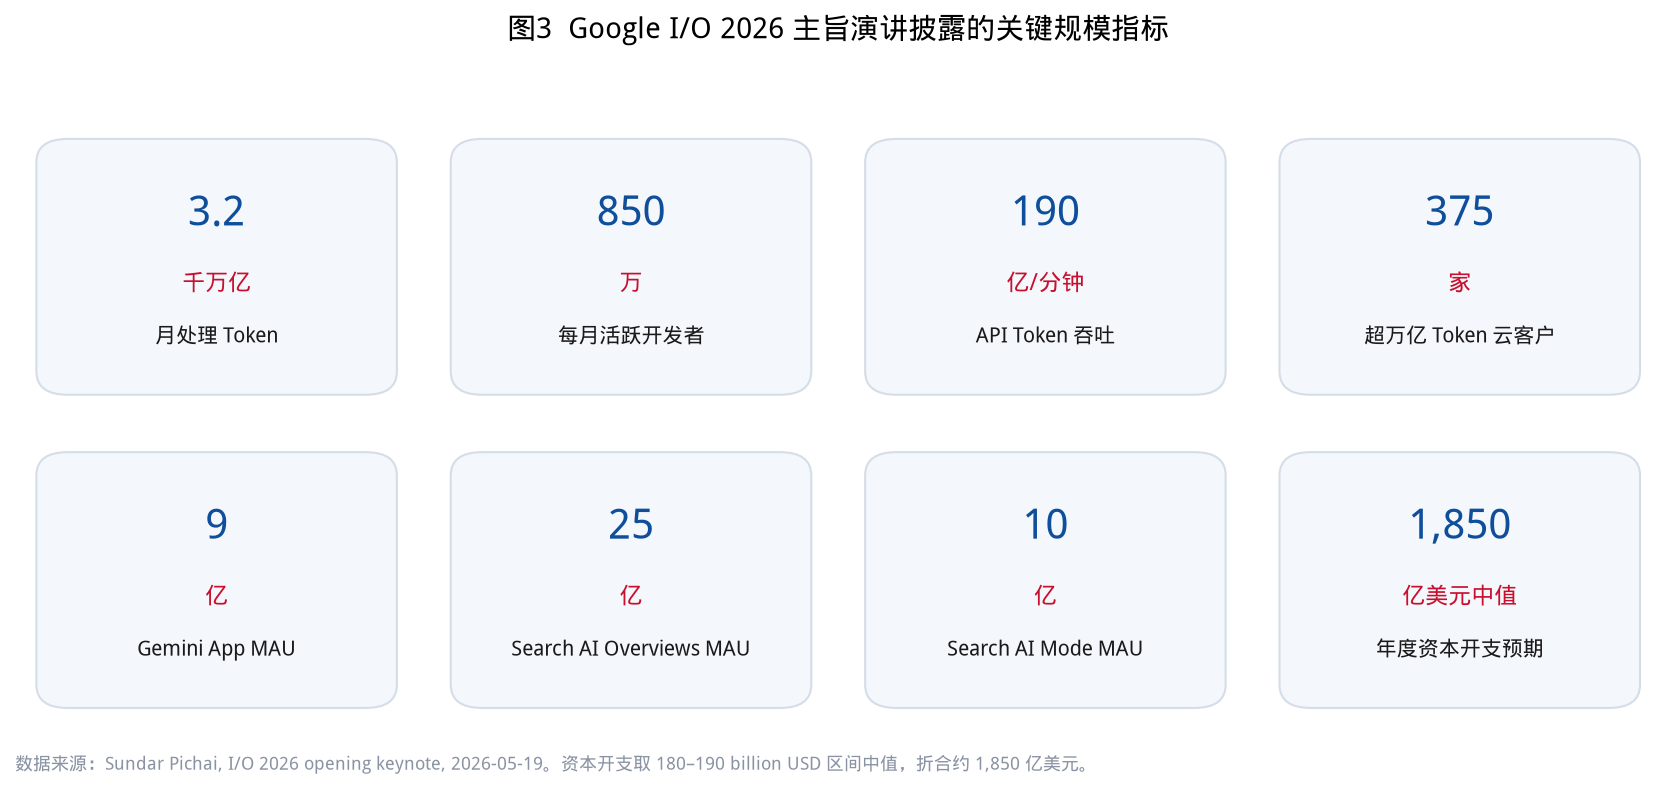 图3 Google I/O 2026 主旨演讲披露的关键规模指标
3.2
千万亿
月处理 Token
850
万
每月活跃开发者
190
亿/分钟
API Token 吞吐
375
家
超万亿 Token 云客户
9
亿
Gemini App MAU
25
亿
Search AI Overviews MAU
10
亿
Search AI Mode MAU
1,850
亿美元中值
年度资本开支预期
数据来源：Sundar Pichai, I/O 2026 opening keynote, 2026-05-19。资本开支取 180–190 billion USD 区间中值，折合约 1,850 亿美元。